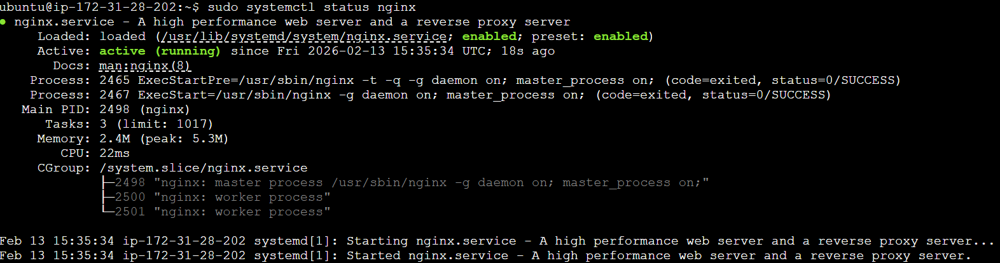 ubuntu@ip-172-31-28-202:~$ sudo systemctl status nginx
● nginx.service - A high performance web server and a reverse proxy server
     Loaded: loaded (/usr/lib/systemd/system/nginx.service; enabled; preset: enabled)
     Active: active (running) since Fri 2026-02-13 15:35:34 UTC; 18s ago
       Docs: man:nginx(8)
    Process: 2465 ExecStartPre=/usr/sbin/nginx -t -q -g daemon on; master_process on; (code=exited, status=0/SUCCESS)
    Process: 2467 ExecStart=/usr/sbin/nginx -g daemon on; master_process on; (code=exited, status=0/SUCCESS)
   Main PID: 2498 (nginx)
      Tasks: 3 (limit: 1017)
     Memory: 2.4M (peak: 5.3M)
        CPU: 22ms
     CGroup: /system.slice/nginx.service
             ├─2498 "nginx: master process /usr/sbin/nginx -g daemon on; master_process on;"
             ├─2500 "nginx: worker process"
             └─2501 "nginx: worker process"

Feb 13 15:35:34 ip-172-31-28-202 systemd[1]: Starting nginx.service - A high performance web server and a reverse proxy server...
Feb 13 15:35:34 ip-172-31-28-202 systemd[1]: Started nginx.service - A high performance web server and a reverse proxy server.